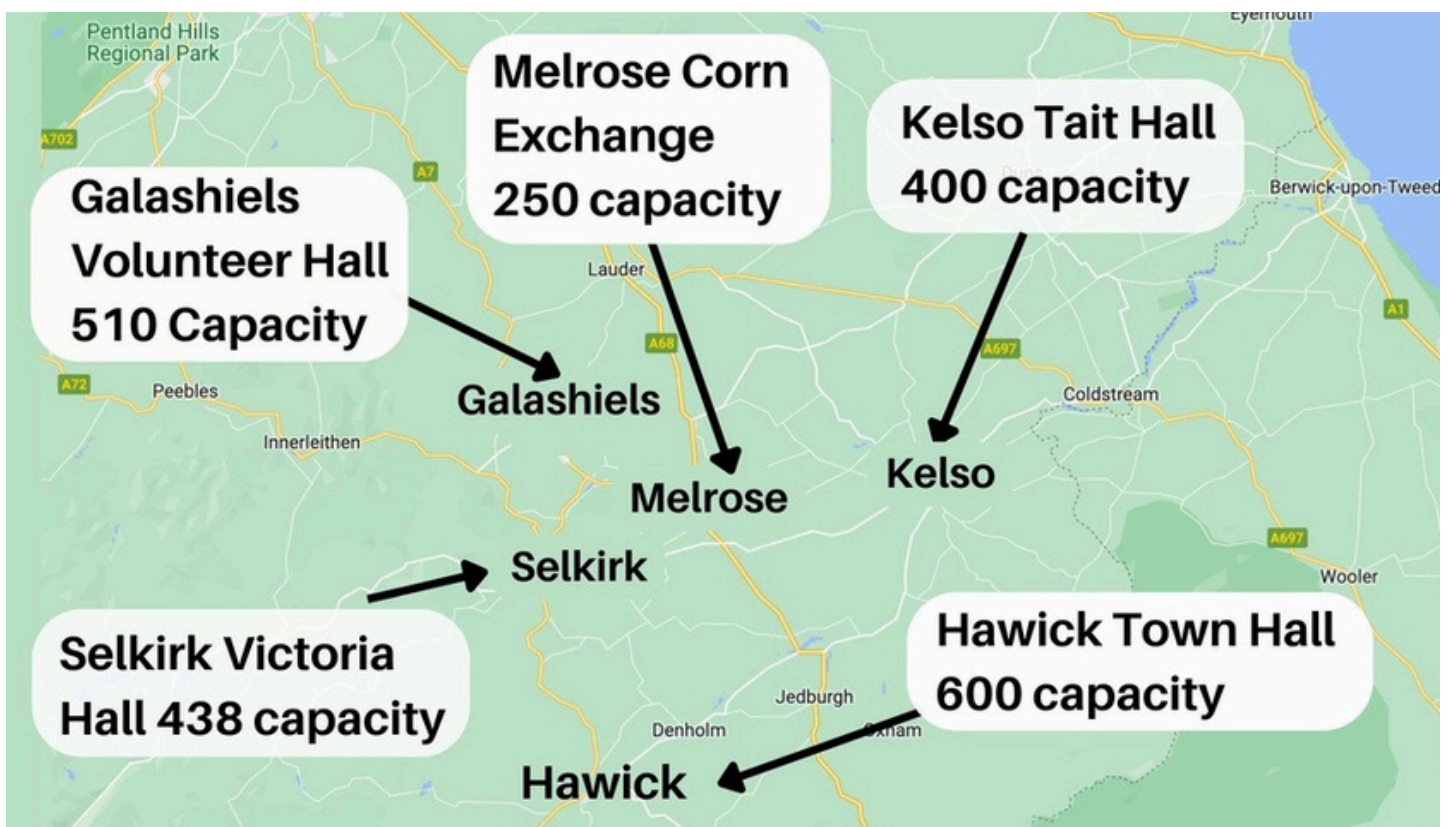 Pentland Hills
Regional Park
Eyemouth
Melrose Corn
Exchange
250 capacity
Kelso Tait Hall
400 capacity
A702
A7
Galashiels
Volunteer Hall
510 Capacity
Duns
Berwick-upon-Tweed
Lauder
A1
A68
A697
A72
Peebles
Galashiels
Coldstream
Innerleithen
Kelso
Melrose
A697
Selkirk
Wooler
Selkirk Victoria
Hall 438 capacity
Hawick Town Hall
600 capacity
Jedburgh
Denholm
Oxnam
Hawick